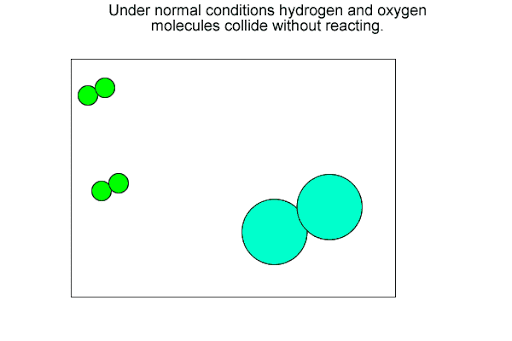 Under normal conditions hydrogen and oxygen
molecules collide without reacting.